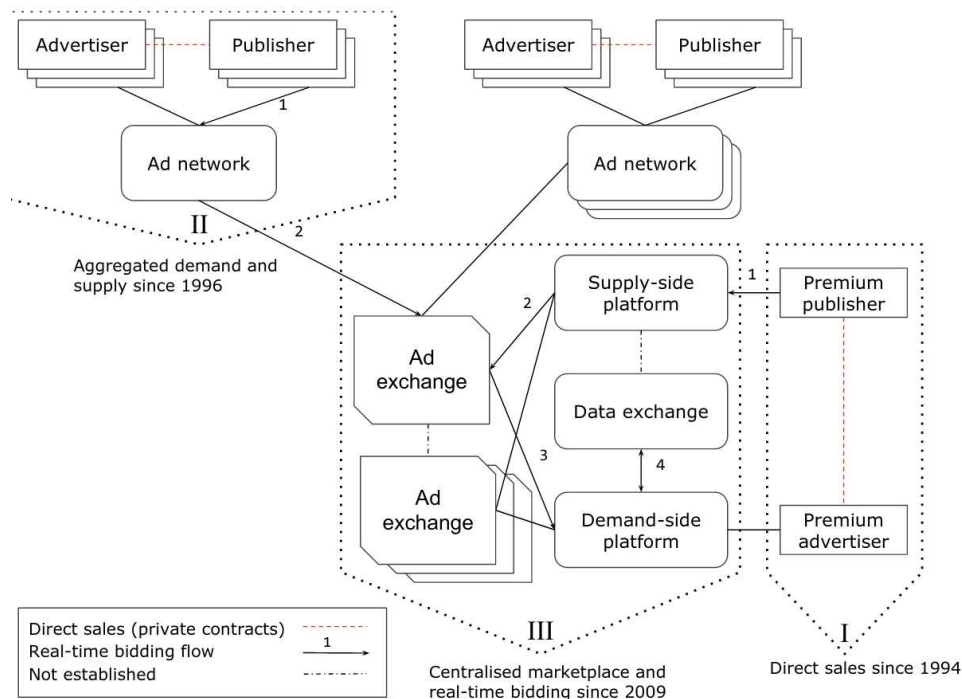 Advertiser
Publisher
Advertiser
Publisher
1
Ad network
Ad network
II
2
Aggregated demand and
supply since 1996
Supply-side
platform
1
Premium
publisher
2
Ad
exchange
Data exchange
3
4
Ad
exchange
Demand-side
platform
Premium
advertiser
Direct sales (private contracts)
Real-time bidding flow
1
Not established
III
Centralised marketplace and
real-time bidding since 2009
I
Direct sales since 1994